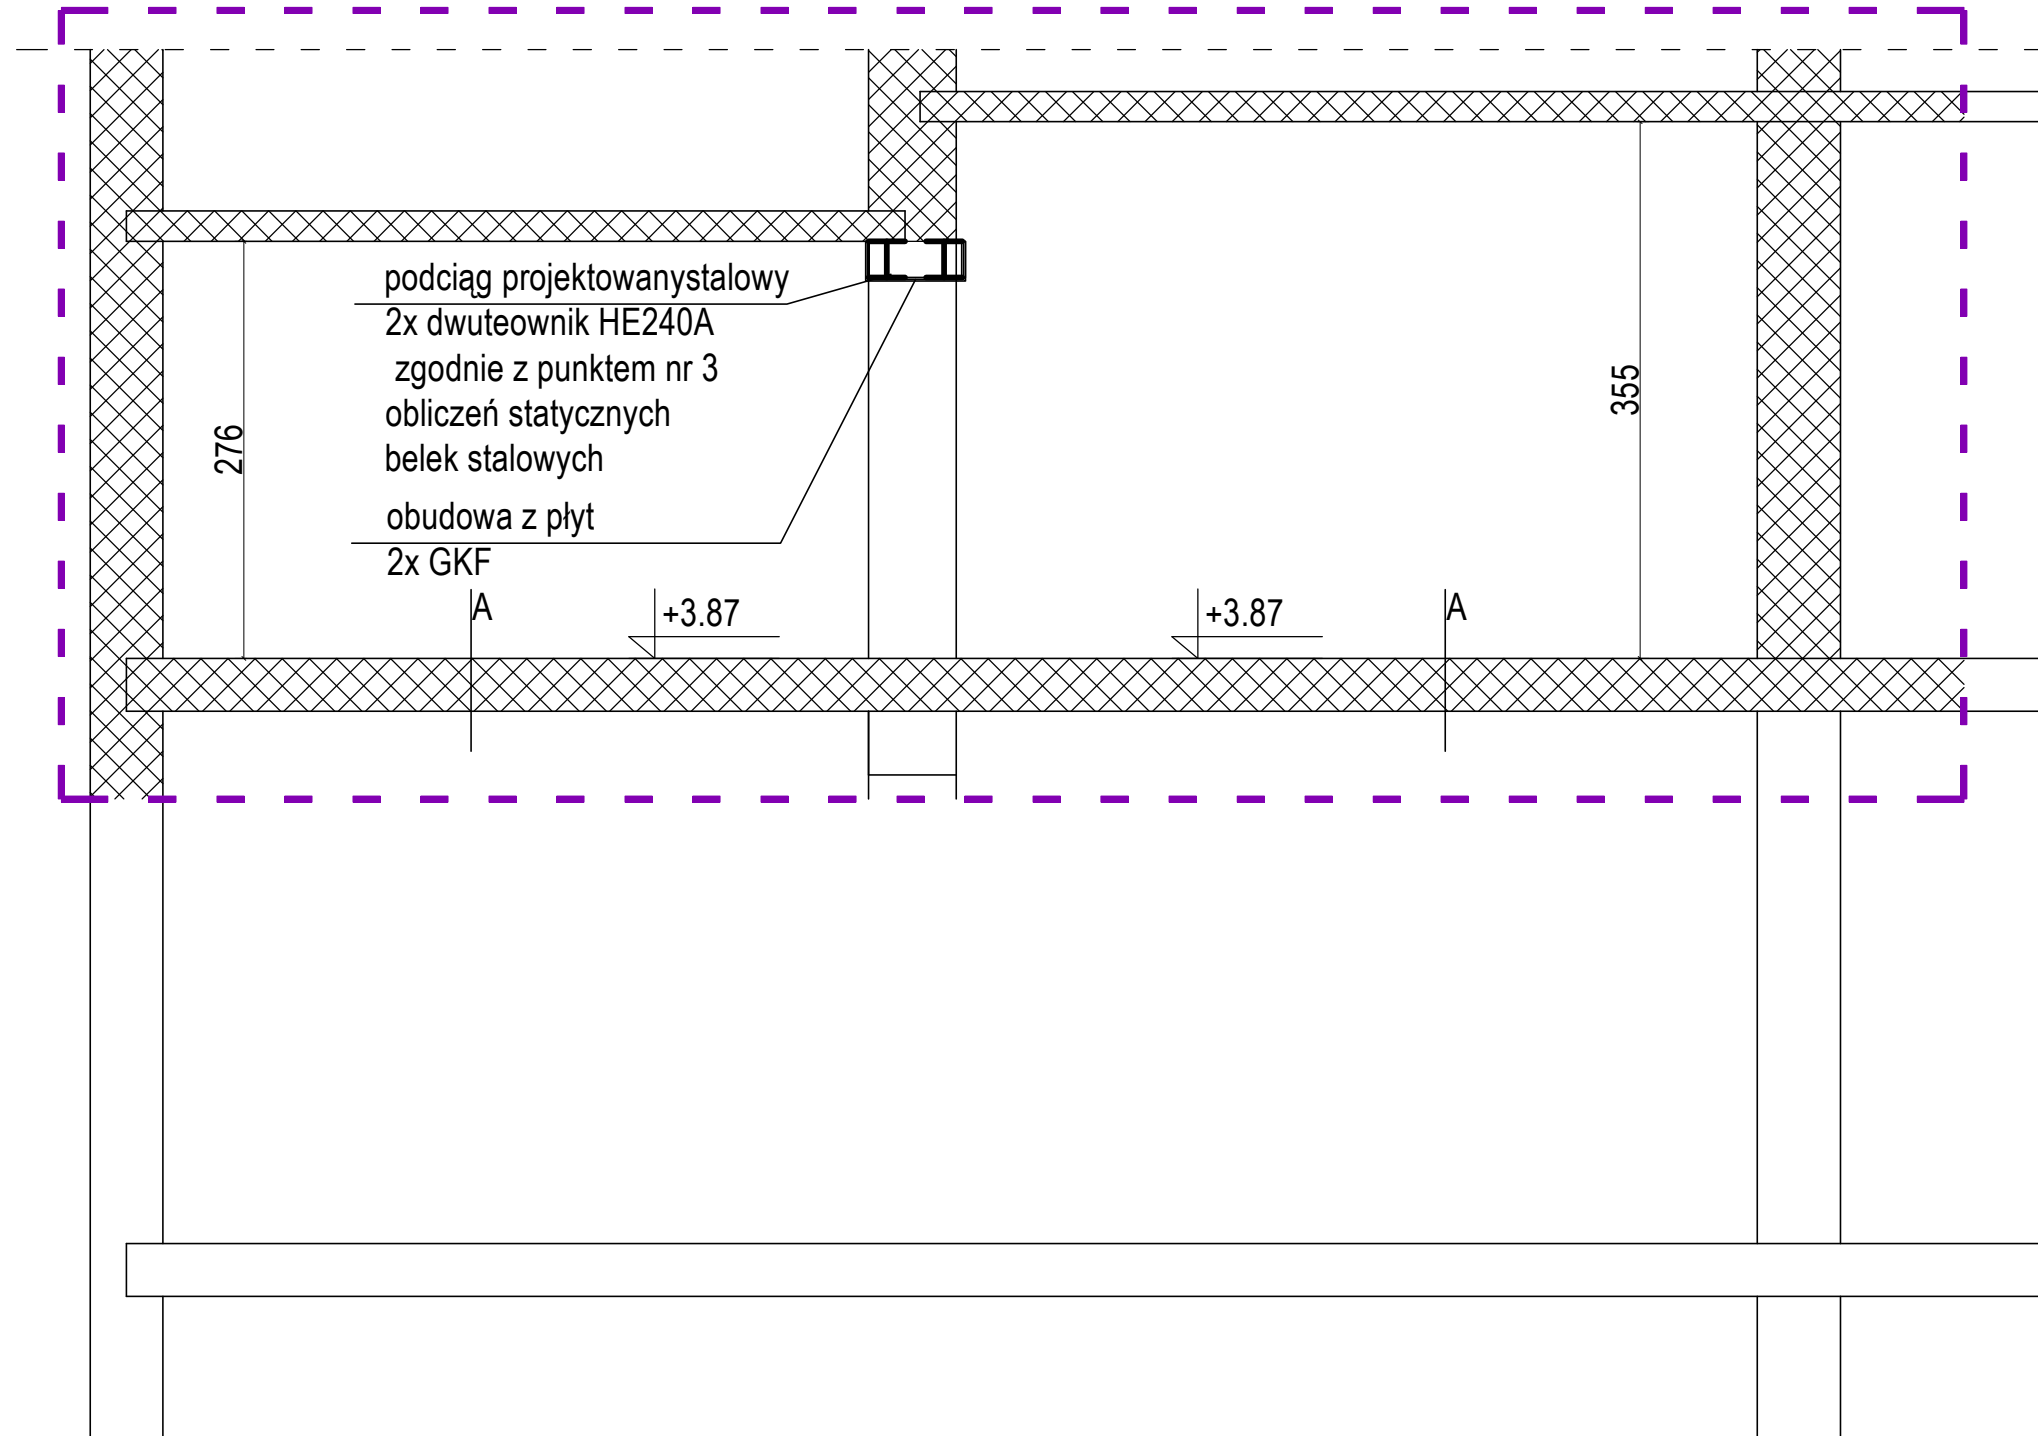 podciąg projektowanystalowy
2x dwuteownik HE240A
zgodnie z punktem nr 3
obliczeń statycznych
belek stalowych
obudowa z płyt
2x GKF
276
355
A
+3.87
+3.87
A